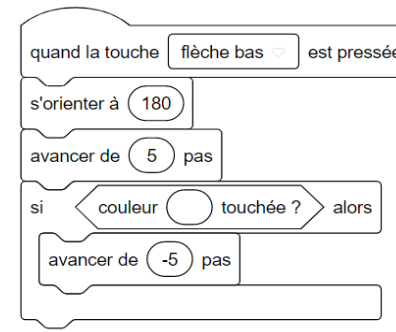 quand la touche flèche bas est pressée
s'orienter à 180
avancer de 5 pas
si couleur touchée ? alors
avancer de -5 pas